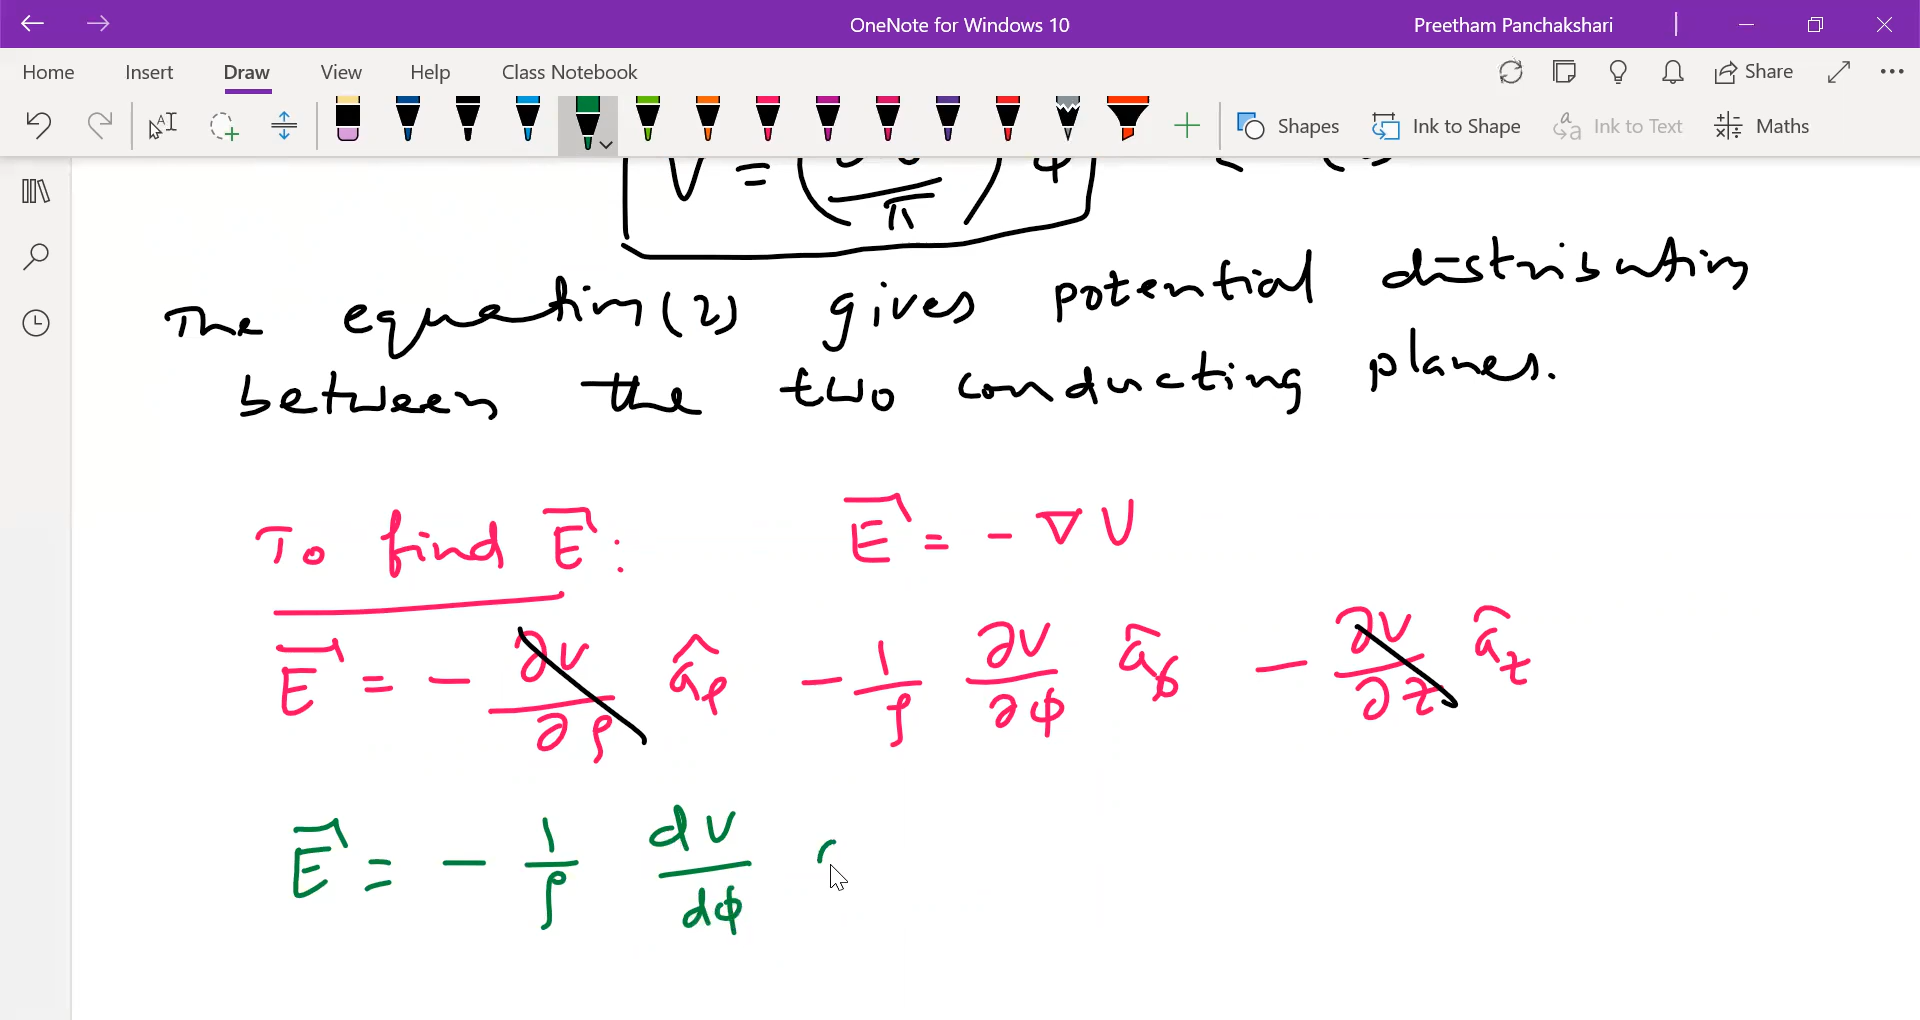 OneNote for Windows 10
Preetham Panchakshari
Home Insert Draw View Help Class Notebook
Share
Shapes Ink to Shape Ink to Text Maths
V = ( / π ) φ
The equation (2) gives potential distribution
between the two conducting planes.
To find E⃗ : E⃗ = - ∇ V
E⃗ = - ∂V/∂ρ âρ - 1/ρ ∂V/∂φ âφ - ∂V/∂z âz
E⃗ = - 1/ρ dV/dφ